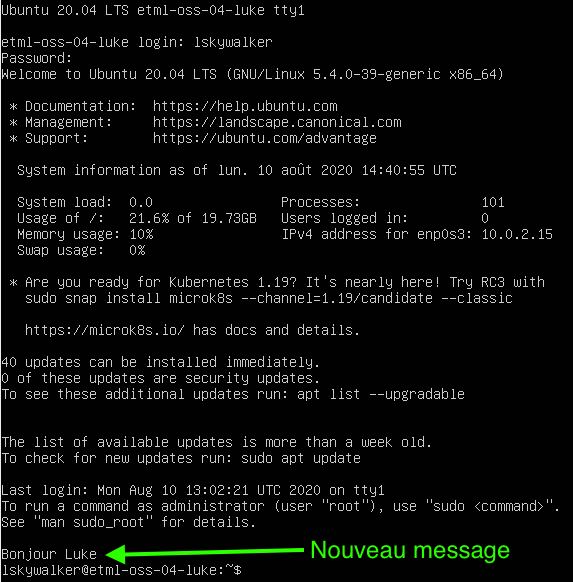 Ubuntu 20.04 LTS etml-oss-04-luke tty1
etml-oss-04-luke login: lskywalker
Password:
Welcome to Ubuntu 20.04 LTS (GNU/Linux 5.4.0-39-generic x86_64)
* Documentation:  https://help.ubuntu.com
* Management:     https://landscape.canonical.com
* Support:        https://ubuntu.com/advantage
System information as of lun. 10 août 2020 14:40:55 UTC
System load:  0.0                Processes:               101
Usage of /:   21.6% of 19.73GB   Users logged in:         0
Memory usage: 10%                IPv4 address for enp0s3: 10.0.2.15
Swap usage:   0%
* Are you ready for Kubernetes 1.19? It's nearly here! Try RC3 with
sudo snap install microk8s --channel=1.19/candidate --classic
https://microk8s.io/ has docs and details.
40 updates can be installed immediately.
0 of these updates are security updates.
To see these additional updates run: apt list --upgradable
The list of available updates is more than a week old.
To check for new updates run: sudo apt update
Last login: Mon Aug 10 13:02:21 UTC 2020 on tty1
To run a command as administrator (user "root"), use "sudo <command>".
See "man sudo_root" for details.
Bonjour Luke Nouveau message
lskywalker@etml-oss-04-luke:~$